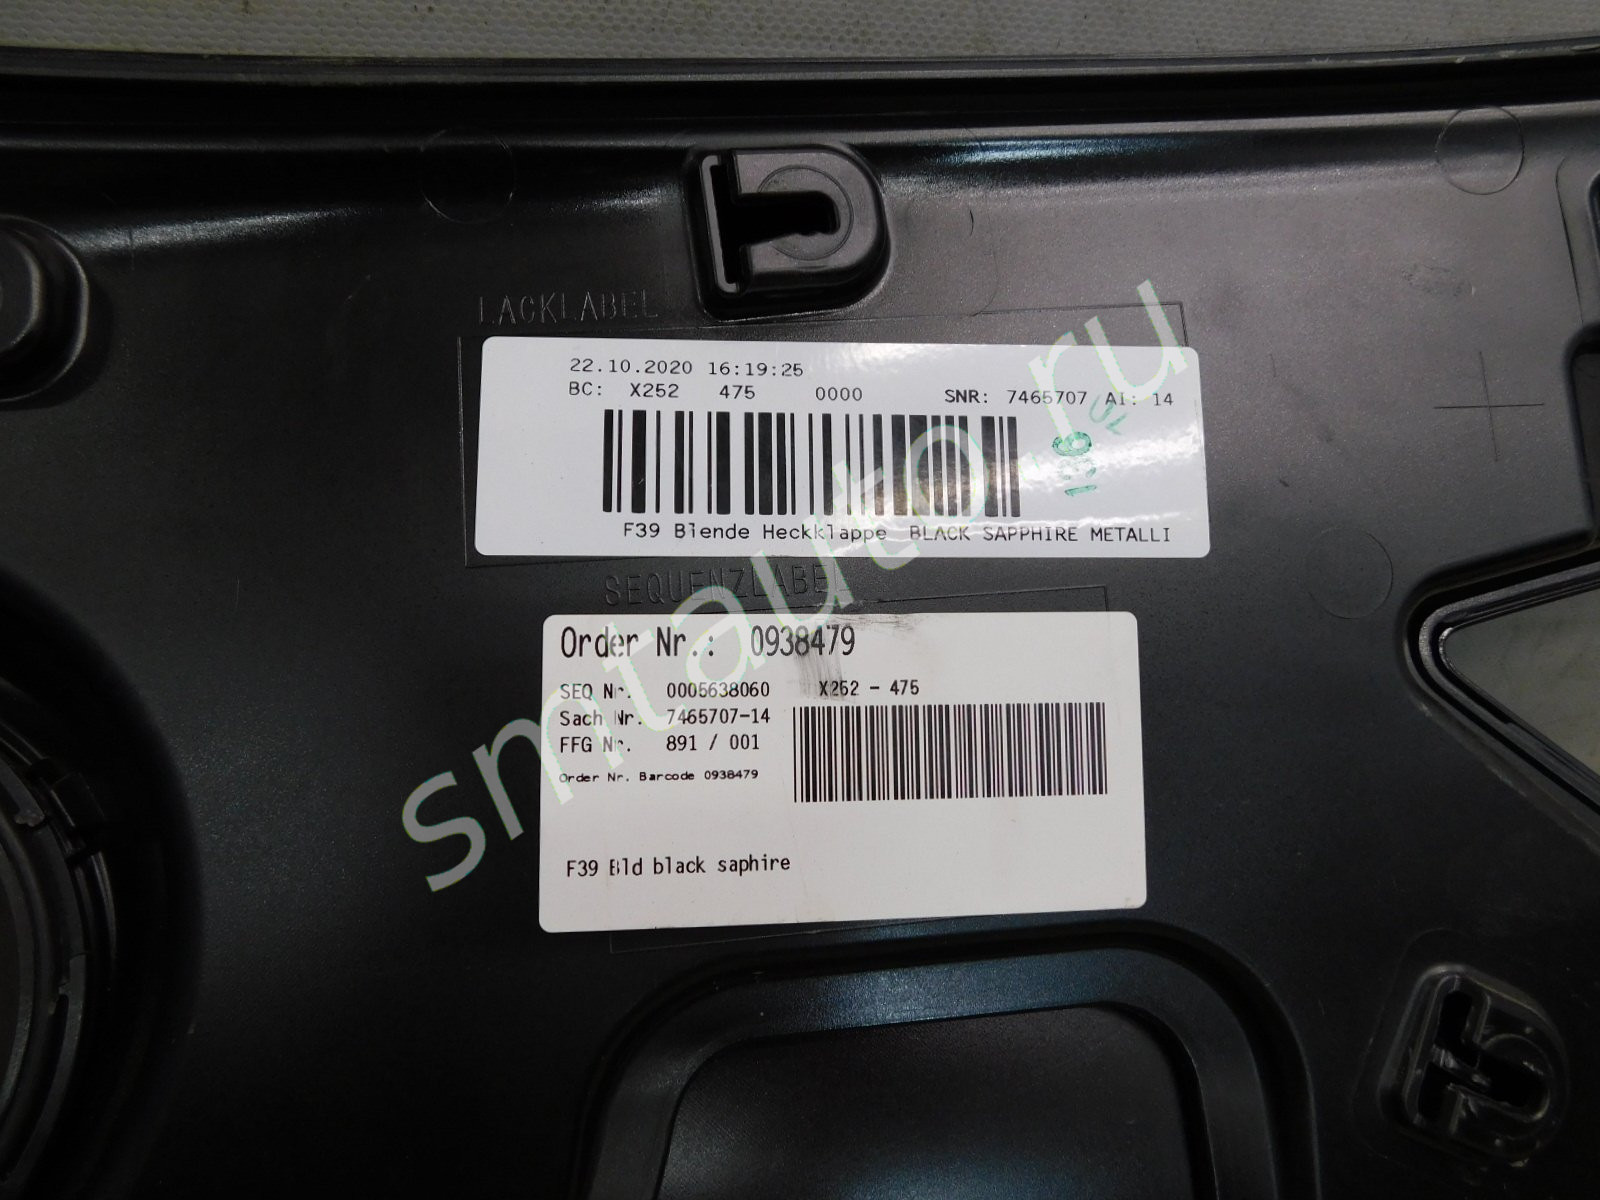 LACKLABEL
22.10.2020 16:19:25
BC: X252 475 0000 SNR: 7465707 AI: 14
136
F39 Blende Heckklappe BLACK SAPPHIRE METALLI
SEQUENZLABEL
Order Nr.: 0938479
SEQ Nr. 0005638060 X252 - 475
Sach Nr. 7465707-14
FFG Nr. 891 / 001
Order Nr. Barcode 0938479
F39 Bld black saphire
smtauto.ru